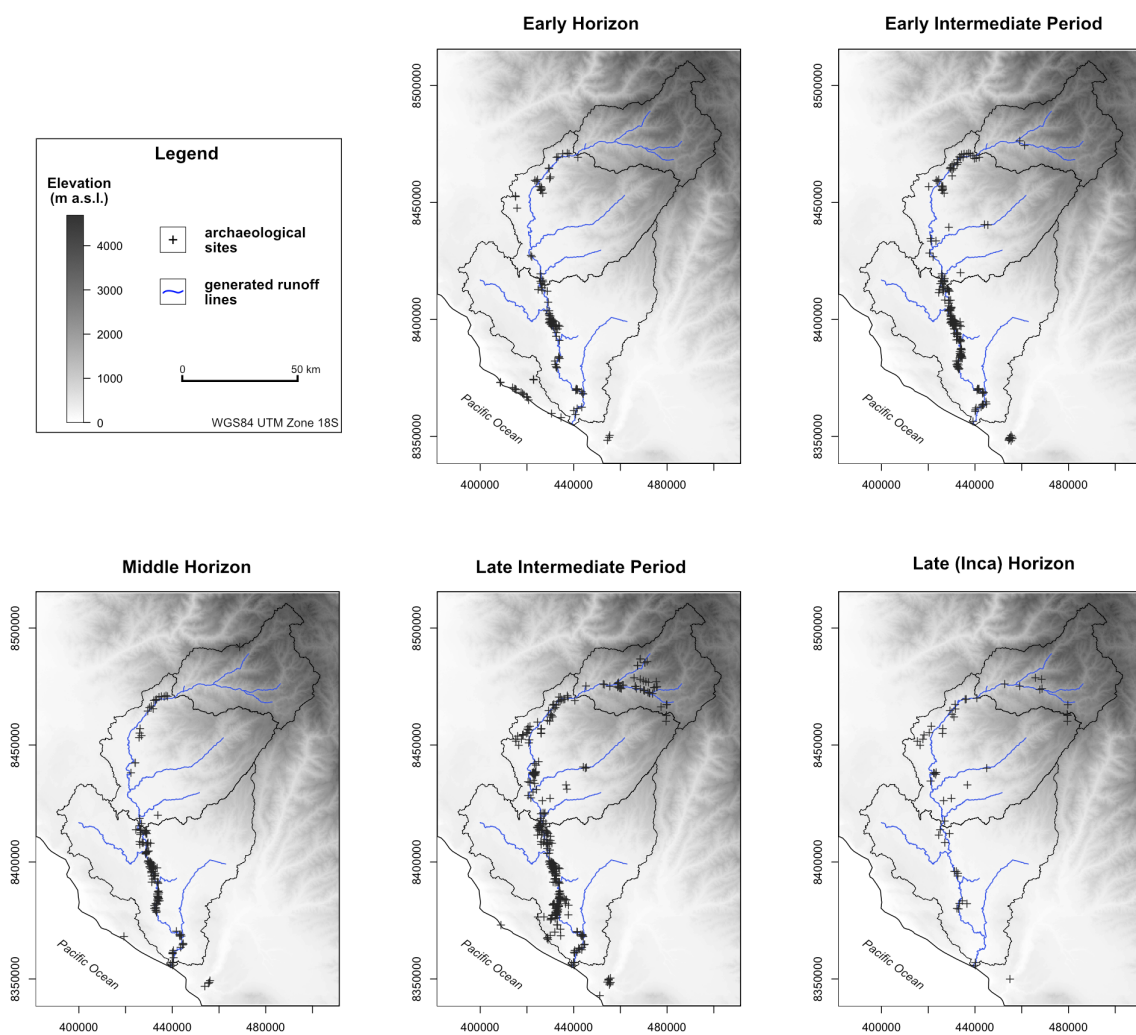 Early Horizon
Early Intermediate Period
8500000
8450000
8400000
8350000
Pacific Ocean
400000
440000
480000
8500000
8450000
8400000
8350000
Pacific Ocean
400000
440000
480000
Legend
Elevation
(m a.s.l.)
4000
3000
2000
1000
0
archaeological
sites
generated runoff
lines
0
50 km
WGS84 UTM Zone 18S
Middle Horizon
Late Intermediate Period
Late (Inca) Horizon
8500000
8450000
8400000
8350000
Pacific Ocean
400000
440000
480000
8500000
8450000
8400000
8350000
Pacific Ocean
400000
440000
480000
8500000
8450000
8400000
8350000
Pacific Ocean
400000
440000
480000